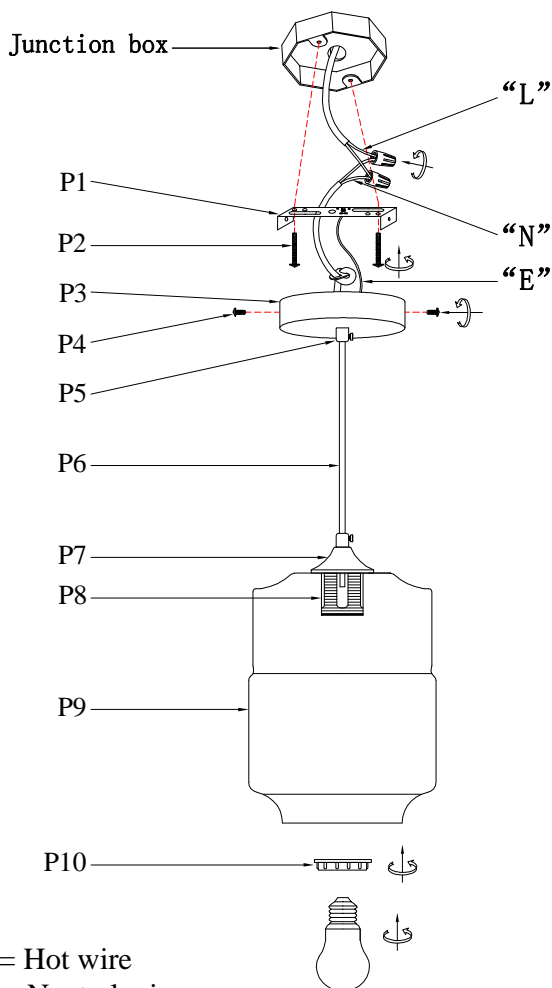 Junction box
“L”
P1
“N”
P2
“E”
P3
P4
P5
P6
P7
P8
P9
P10
= Hot wire